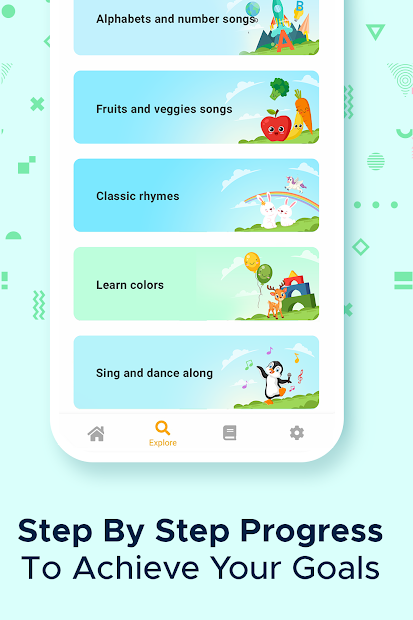 Alphabets and number songs
B
A
Fruits and veggies songs
Classic rhymes
Learn colors
Sing and dance along
Explore
Step By Step Progress
To Achieve Your Goals